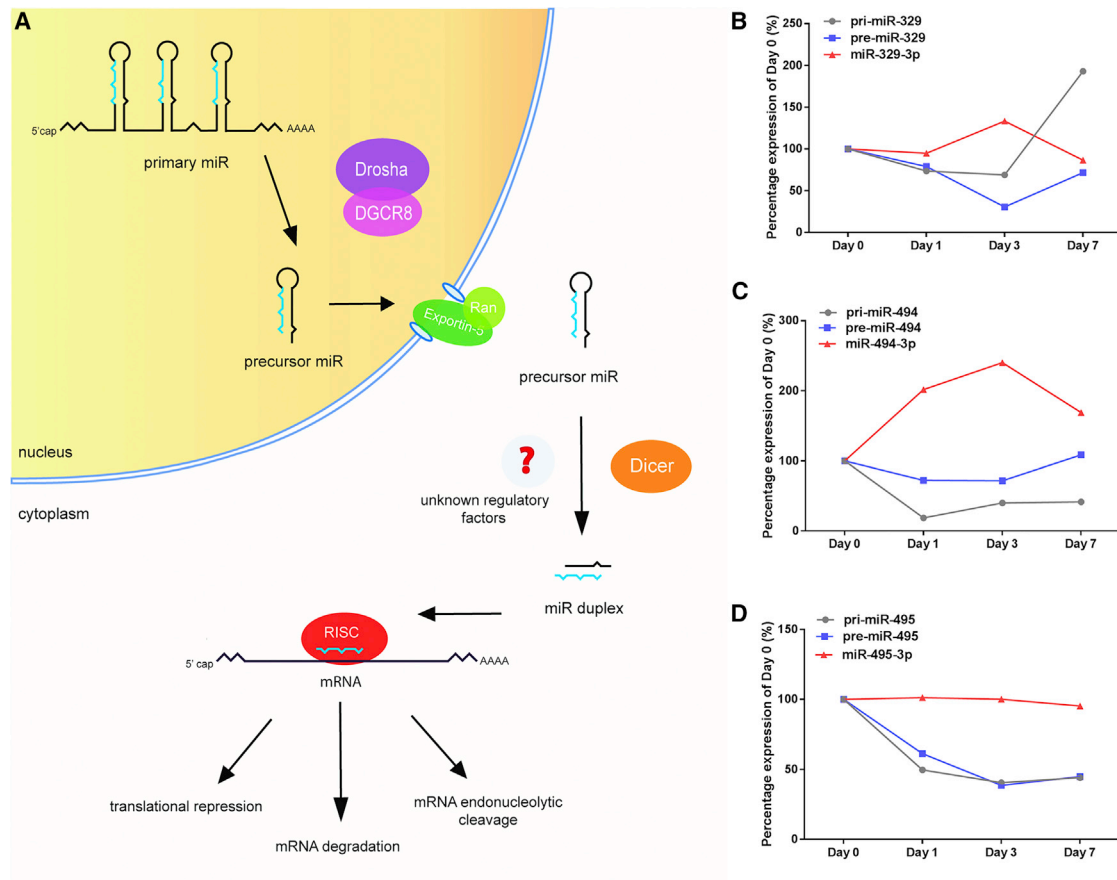 A
5'cap
AAAA
primary miR
Drosha
DGCR8
precursor miR
Ran
Exportin-5
precursor miR
nucleus
cytoplasm
?
unknown regulatory
factors
Dicer
miR duplex
RISC
5' cap
AAAA
mRNA
translational repression
mRNA degradation
mRNA endonucleolytic
cleavage
B
Percentage expression of Day 0 (%)
250
200
150
100
50
0
pri-miR-329
pre-miR-329
miR-329-3p
Day 0 Day 1 Day 3 Day 7
C
Percentage expression of Day 0 (%)
300
200
100
0
pri-miR-494
pre-miR-494
miR-494-3p
Day 0 Day 1 Day 3 Day 7
D
Percentage expression of Day 0 (%)
150
100
50
0
pri-miR-495
pre-miR-495
miR-495-3p
Day 0 Day 1 Day 3 Day 7